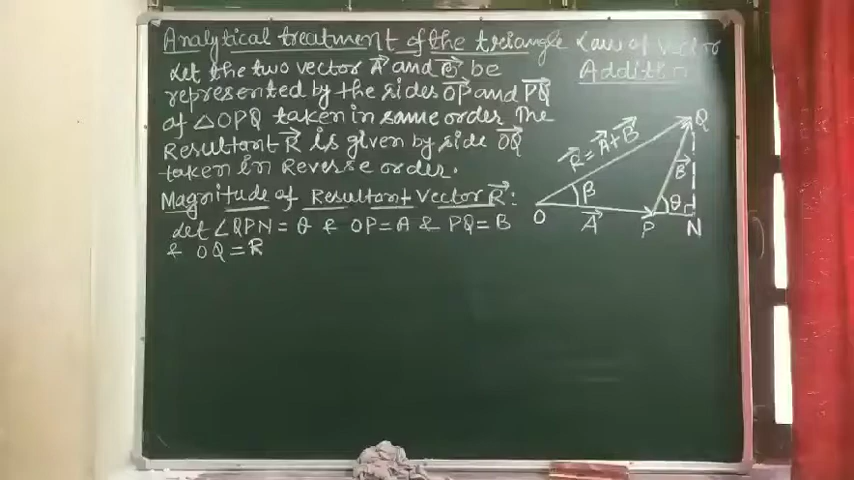 Analytical treatment of the triangle Law of Vector Addition
Let the two vector A⃗ and B⃗ be
represented by the sides OP⃗ and PQ⃗
of △OPQ taken in same order. The
Resultant R⃗ is given by side OQ⃗
taken in Reverse order.
Magnitude of Resultant Vector R⃗:
Let ∠QPN = θ & OP = A & PQ = B
& OQ = R
R⃗ = A⃗ + B⃗
Q
B⃗
β
θ
O
A⃗
P
N